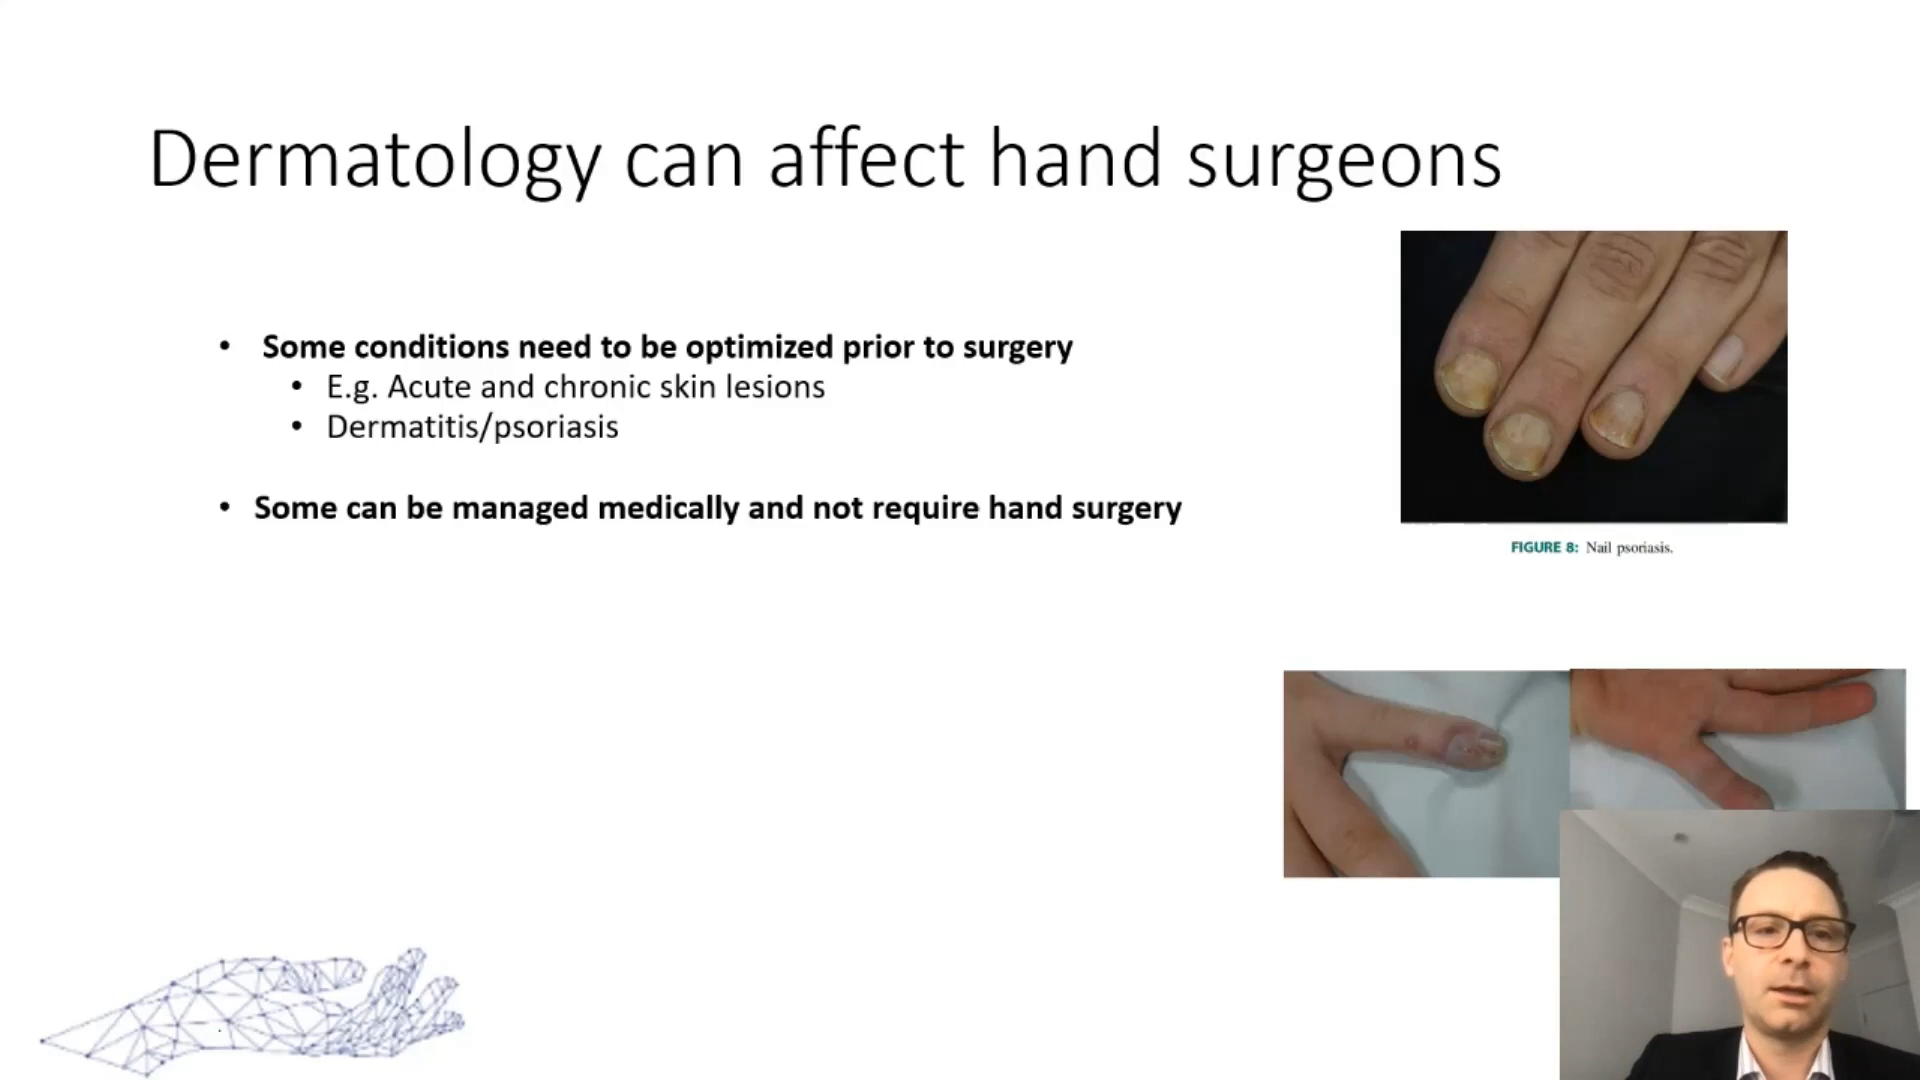 Dermatology can affect hand surgeons
• Some conditions need to be optimized prior to surgery
• E.g. Acute and chronic skin lesions
• Dermatitis/psoriasis
• Some can be managed medically and not require hand surgery
FIGURE 8: Nail psoriasis.